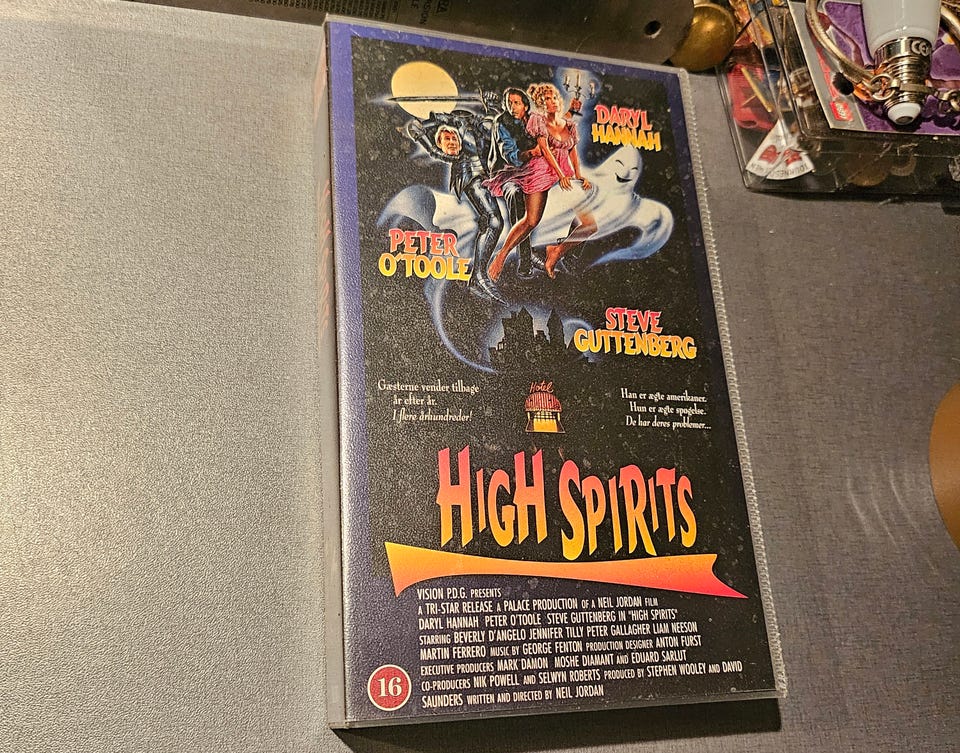 DARYL
HANNAH
PETER
O'TOOLE
STEVE
GUTTENBERG
Gæsterne vender tilbage
år efter år.
I flere århundreder!
Hotel
Han er ægte amerikaner.
Hun er ægte spøgelse.
De har deres problemer...
HIGH SPIRITS
VISION P.D.G. PRESENTS
A TRI-STAR RELEASE A PALACE PRODUCTION OF A NEIL JORDAN FILM
DARYL HANNAH PETER O'TOOLE STEVE GUTTENBERG IN "HIGH SPIRITS"
STARRING BEVERLY D'ANGELO JENNIFER TILLY PETER GALLAGHER LIAM NEESON
MARTIN FERRERO MUSIC BY GEORGE FENTON PRODUCTION DESIGNER ANTON FURST
EXECUTIVE PRODUCERS MARK DAMON MOSHE DIAMANT AND EDUARD SARLUT
CO-PRODUCERS NIK POWELL AND SELWYN ROBERTS PRODUCED BY STEPHEN WOOLEY AND DAVID
SAUNDERS WRITTEN AND DIRECTED BY NEIL JORDAN
16
CE